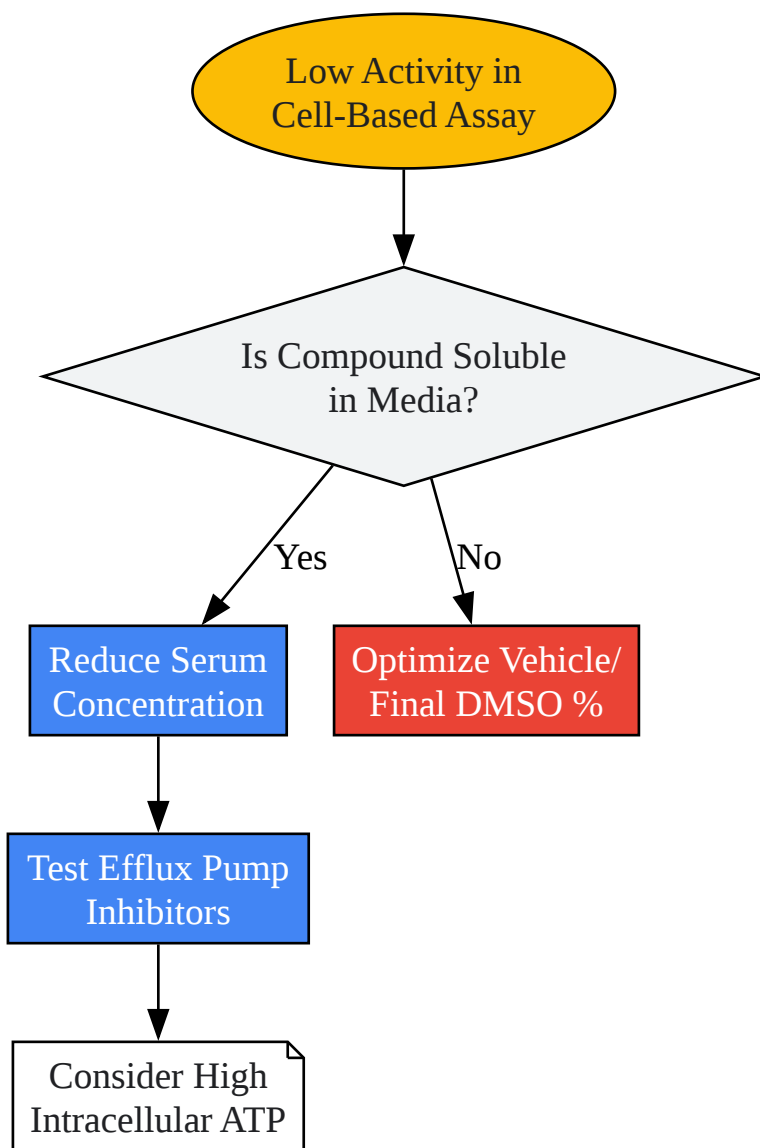 Low Activity in
Cell-Based Assay
Is Compound Soluble
in Media?
Yes
No
Reduce Serum
Concentration
Optimize Vehicle/
Final DMSO %
Test Efflux Pump
Inhibitors
Consider High
Intracellular ATP